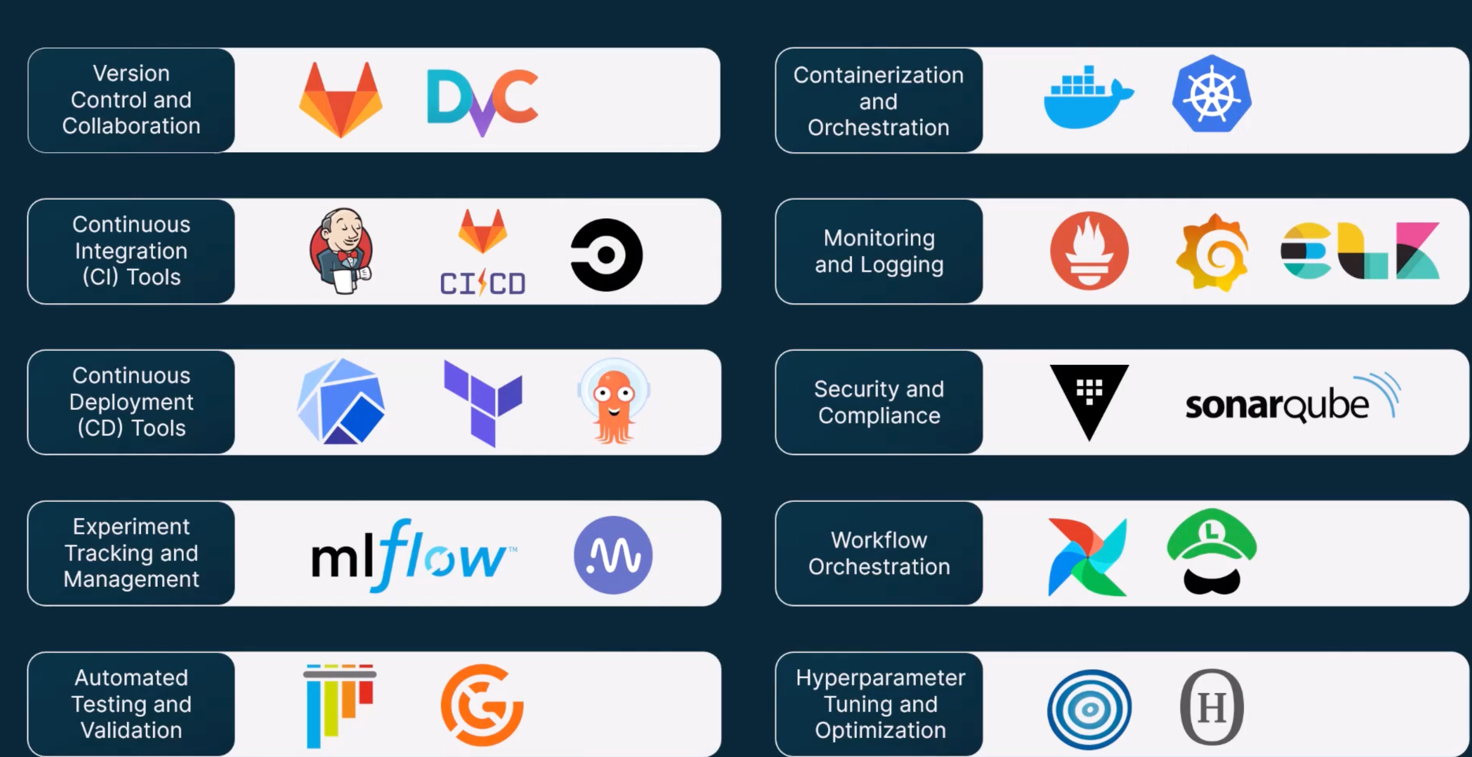 Version
Control and
Collaboration
DVC
Containerization
and
Orchestration
Continuous
Integration
(CI) Tools
CI CD
Monitoring
and Logging
ELK
Continuous
Deployment
(CD) Tools
Security and
Compliance
sonarqube
Experiment
Tracking and
Management
mlflow™
Workflow
Orchestration
L
Automated
Testing and
Validation
G
Hyperparameter
Tuning and
Optimization
H